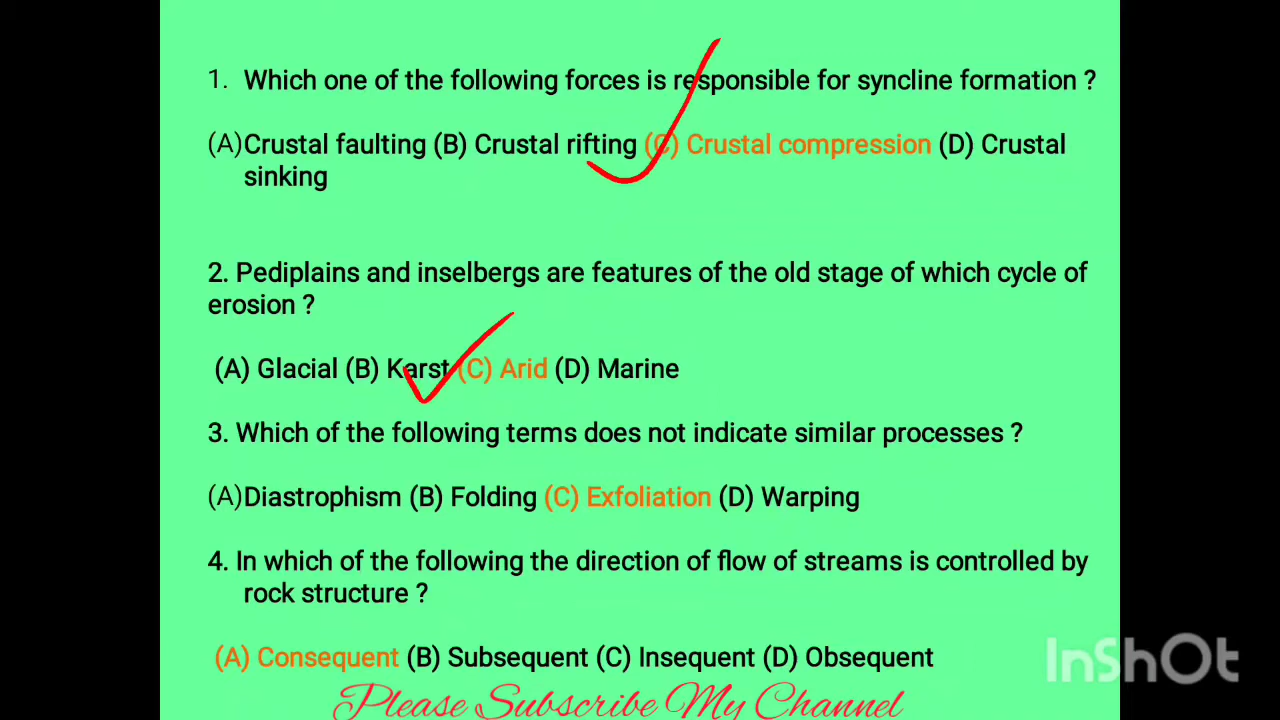 1. Which one of the following forces is responsible for syncline formation ?
(A)Crustal faulting (B) Crustal rifting (C) Crustal compression (D) Crustal
sinking
2. Pediplains and inselbergs are features of the old stage of which cycle of
erosion ?
(A) Glacial (B) Karst (C) Arid (D) Marine
3. Which of the following terms does not indicate similar processes ?
(A)Diastrophism (B) Folding (C) Exfoliation (D) Warping
4. In which of the following the direction of flow of streams is controlled by
rock structure ?
(A) Consequent (B) Subsequent (C) Insequent (D) Obsequent
InShOt
Please Subscribe My Channel